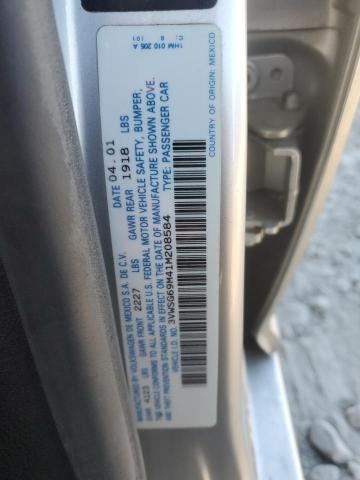 MANUFACTURED BY VOLKSWAGEN DE MEXICO S.A. DE C.V. DATE 04.01
GVWR 4123 LBS GAWR FRONT 2227 LBS GAWR REAR 1918 LBS
THIS VEHICLE CONFORMS TO ALL APPLICABLE U.S. FEDERAL MOTOR VEHICLE SAFETY, BUMPER,
AND THEFT PREVENTION STANDARDS IN EFFECT ON THE DATE OF MANUFACTURE SHOWN ABOVE.
VEHICLE I.D. NO.: 3VWSG69M41M208584 TYPE: PASSENGER CAR
COUNTRY OF ORIGIN: MEXICO
1HM 010 205 A